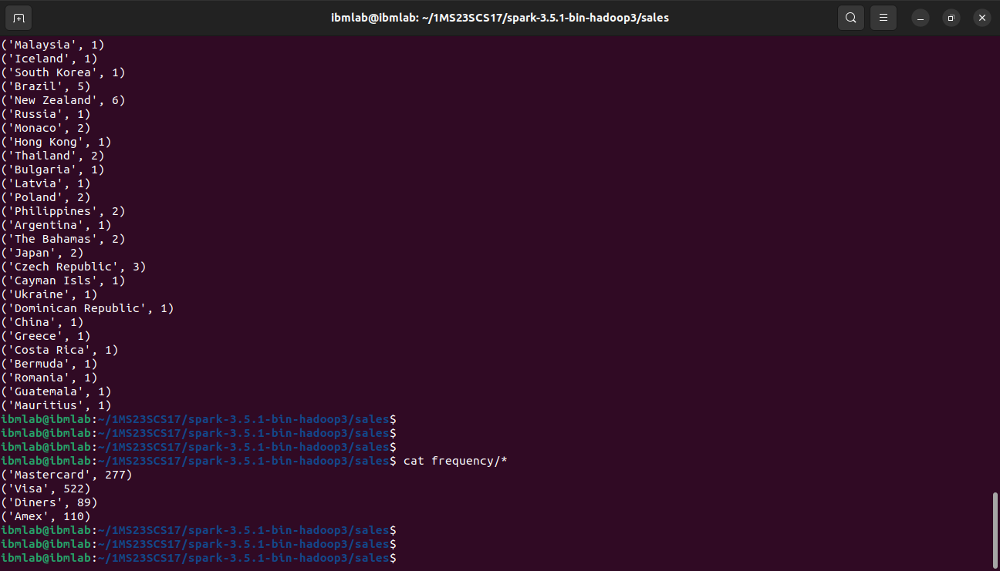 ibmlab@ibmlab: ~/1MS23SCS17/spark-3.5.1-bin-hadoop3/sales
('Malaysia', 1)
('Iceland', 1)
('South Korea', 1)
('Brazil', 5)
('New Zealand', 6)
('Russia', 1)
('Monaco', 2)
('Hong Kong', 1)
('Thailand', 2)
('Bulgaria', 1)
('Latvia', 1)
('Poland', 2)
('Philippines', 2)
('Argentina', 1)
('The Bahamas', 2)
('Japan', 2)
('Czech Republic', 3)
('Cayman Isls', 1)
('Ukraine', 1)
('Dominican Republic', 1)
('China', 1)
('Greece', 1)
('Costa Rica', 1)
('Bermuda', 1)
('Romania', 1)
('Guatemala', 1)
('Mauritius', 1)
ibmlab@ibmlab:~/1MS23SCS17/spark-3.5.1-bin-hadoop3/sales$
ibmlab@ibmlab:~/1MS23SCS17/spark-3.5.1-bin-hadoop3/sales$
ibmlab@ibmlab:~/1MS23SCS17/spark-3.5.1-bin-hadoop3/sales$
ibmlab@ibmlab:~/1MS23SCS17/spark-3.5.1-bin-hadoop3/sales$ cat frequency/*
('Mastercard', 277)
('Visa', 522)
('Diners', 89)
('Amex', 110)
ibmlab@ibmlab:~/1MS23SCS17/spark-3.5.1-bin-hadoop3/sales$
ibmlab@ibmlab:~/1MS23SCS17/spark-3.5.1-bin-hadoop3/sales$
ibmlab@ibmlab:~/1MS23SCS17/spark-3.5.1-bin-hadoop3/sales$